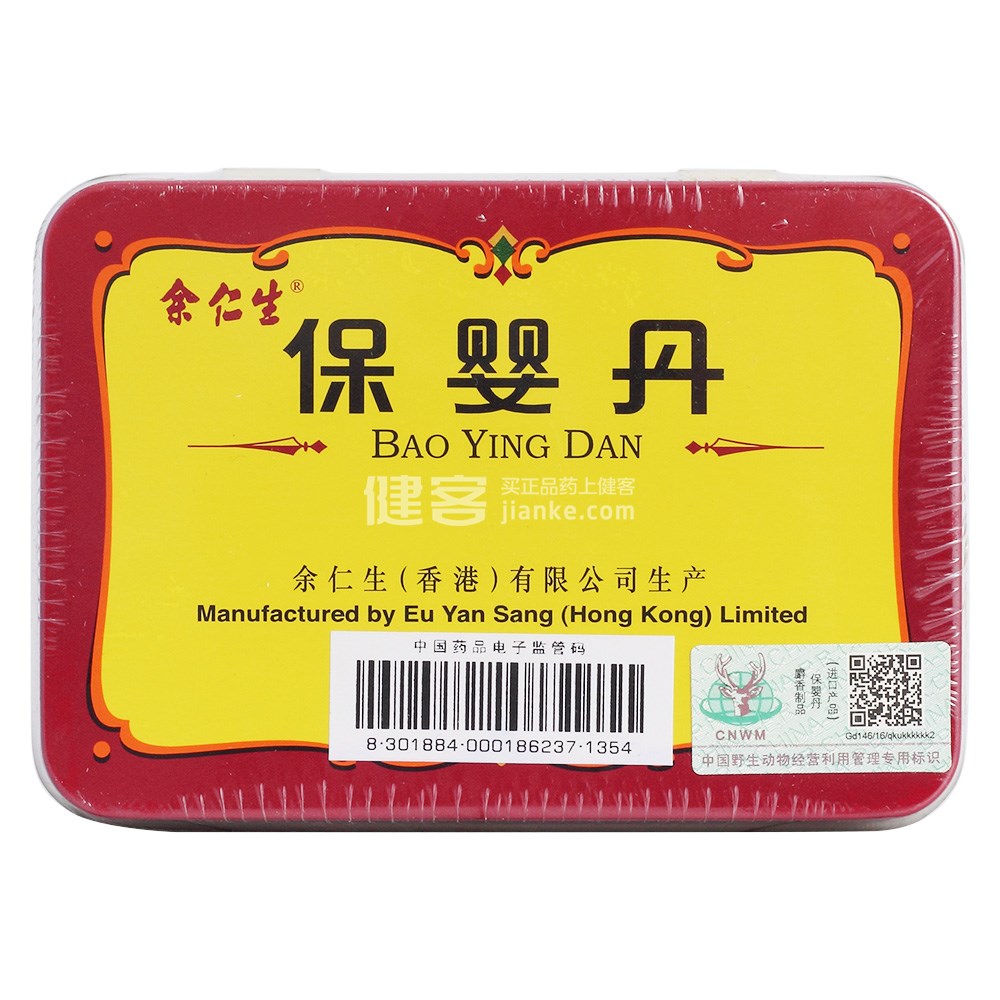 余仁生®
保婴丹
BAO YING DAN
健客
买正品药上健客
jianke.com
余仁生(香港)有限公司生产
Manufactured by Eu Yan Sang (Hong Kong) Limited
中国药品电子监管码
8-301884-000186237-1354
(进口产品)
保婴丹
麝香制品
CNWM
Gd146/16/qkukkkkkk2
中国野生动物经营利用管理专用标识